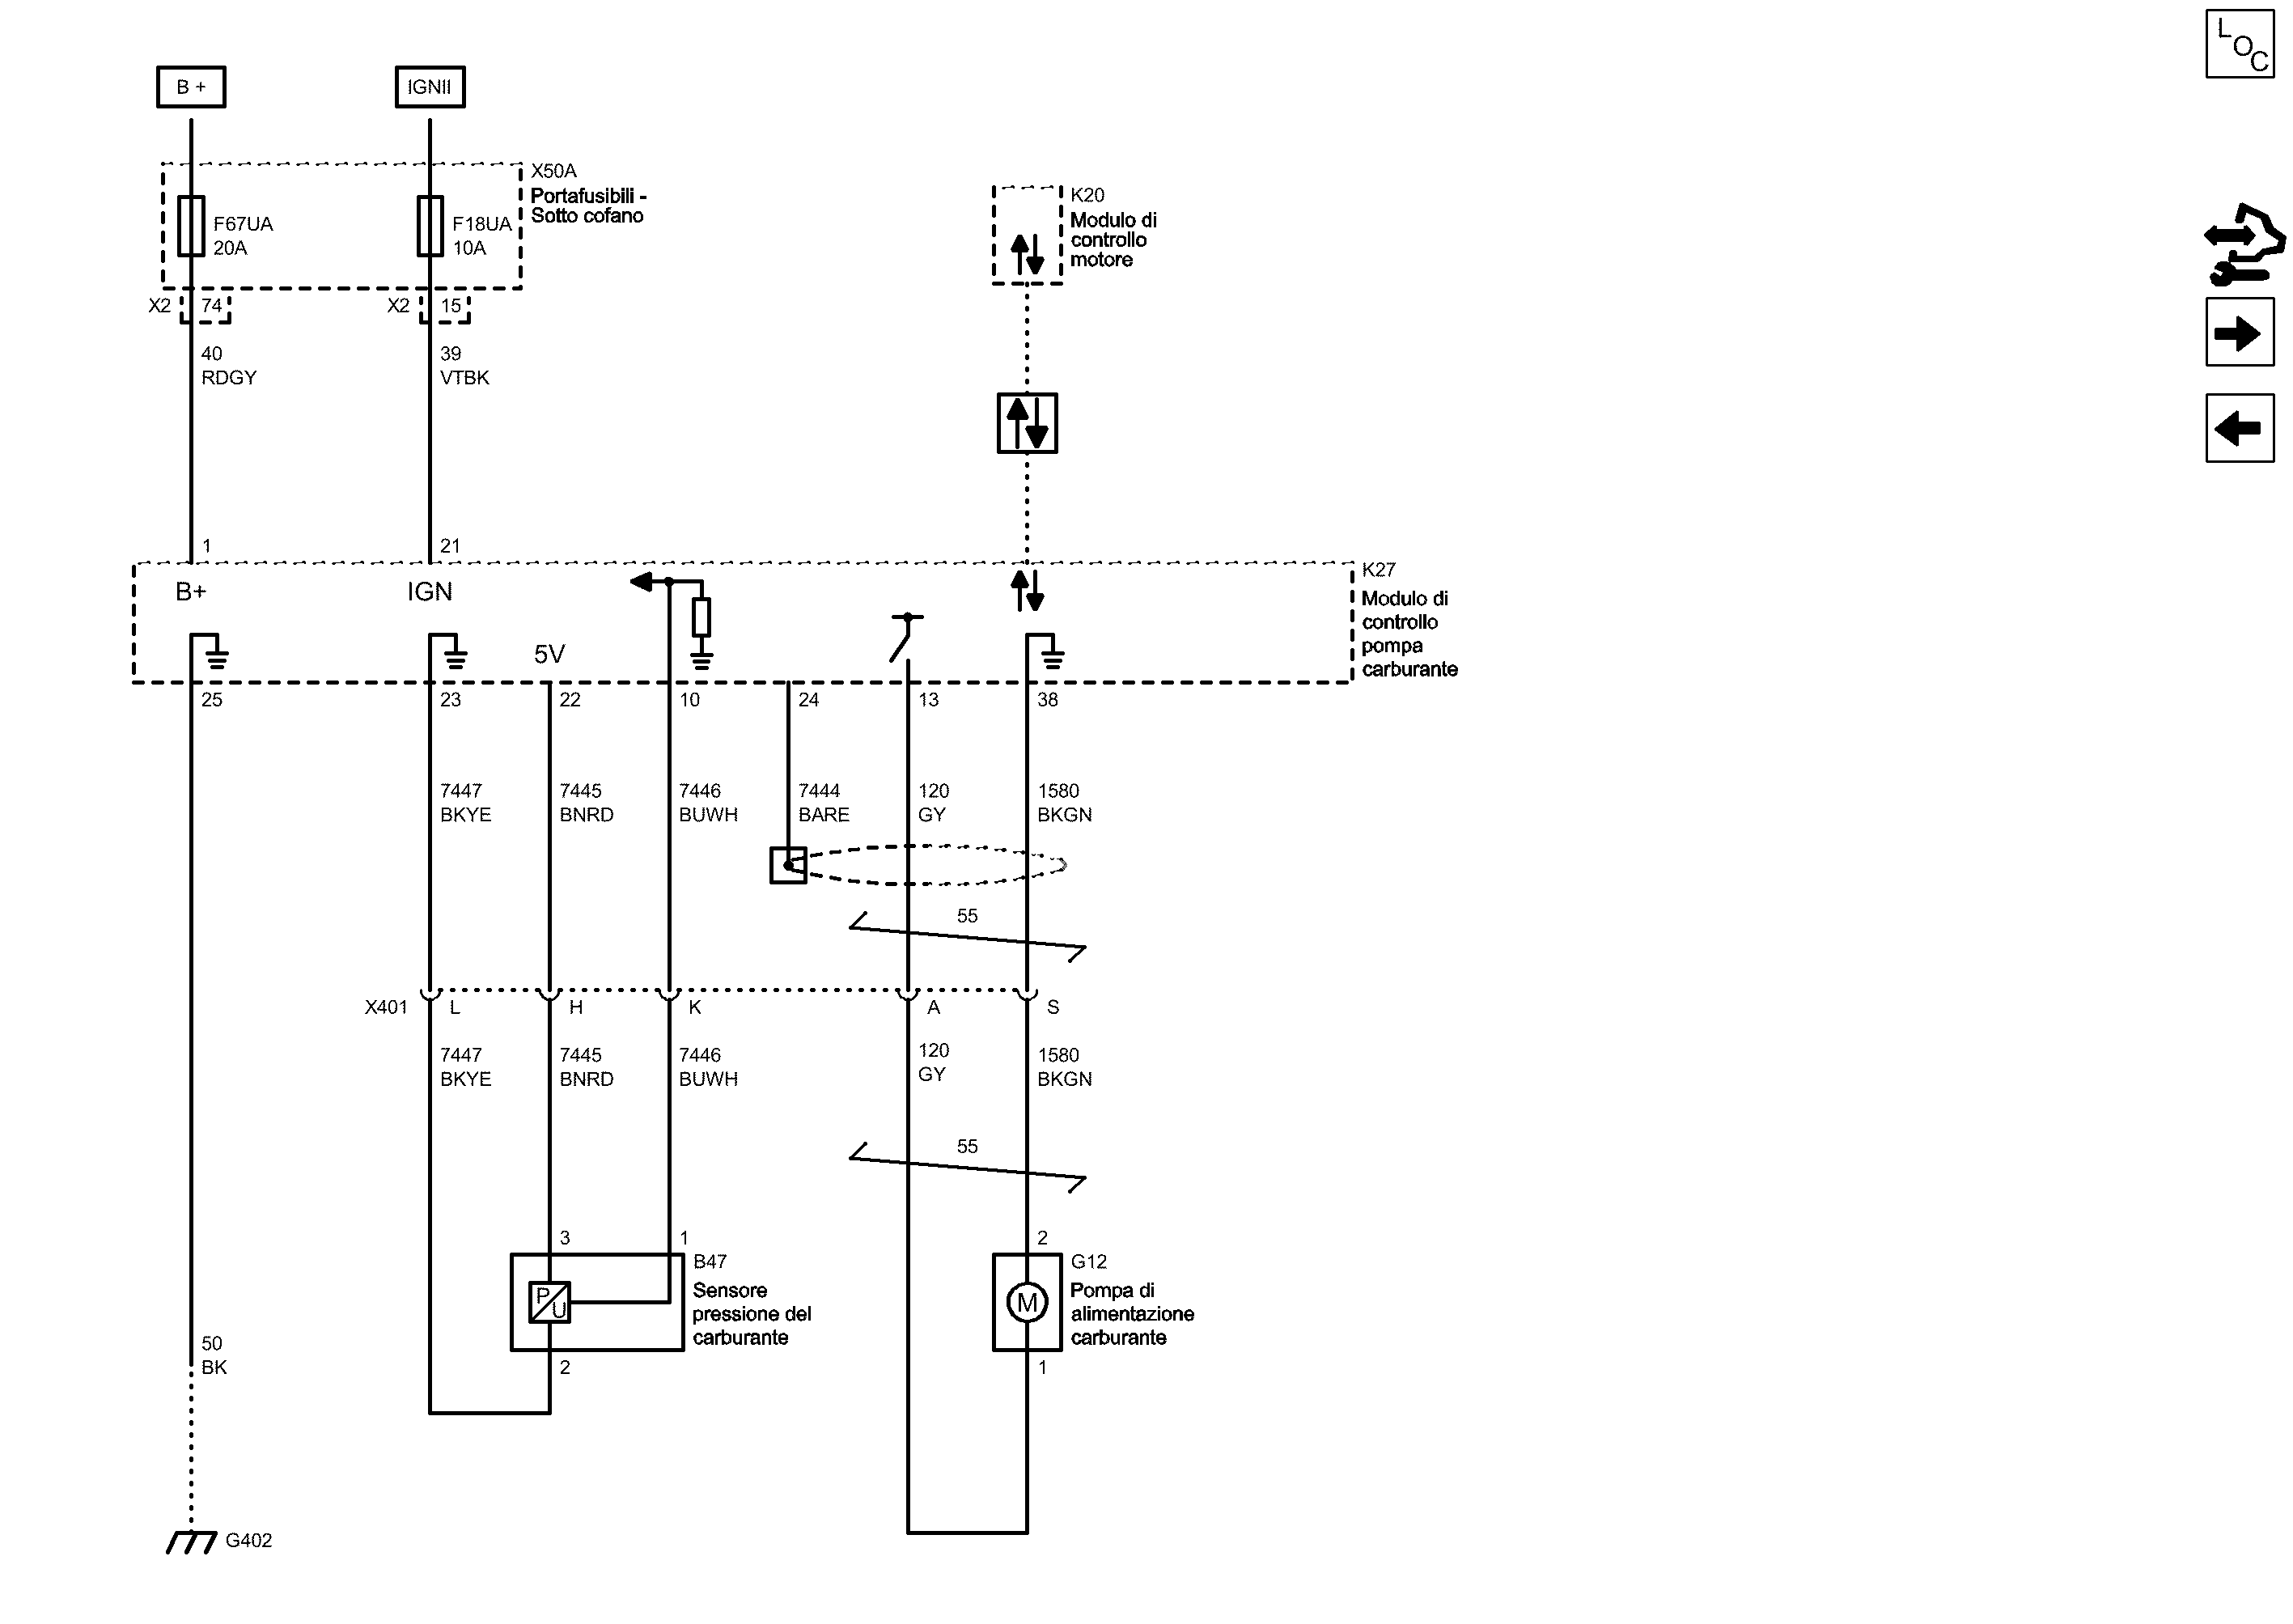 L
O
C
B +
IGNII
X50A
Portafusibili -
Sotto cofano
F67UA
20A
F18UA
10A
K20
Modulo di
controllo
motore
X2
74
X2
15
40
RDGY
39
VTBK
1
21
B+
IGN
5V
K27
Modulo di
controllo
pompa
carburante
25
23
22
10
24
13
38
7447
BKYE
7445
BNRD
7446
BUWH
7444
BARE
120
GY
1580
BKGN
55
X401
L
H
K
A
S
7447
BKYE
7445
BNRD
7446
BUWH
120
GY
1580
BKGN
55
3
1
2
B47
Sensore
pressione del
carburante
P
U
G12
Pompa di
alimentazione
carburante
M
50
BK
2
1
G402